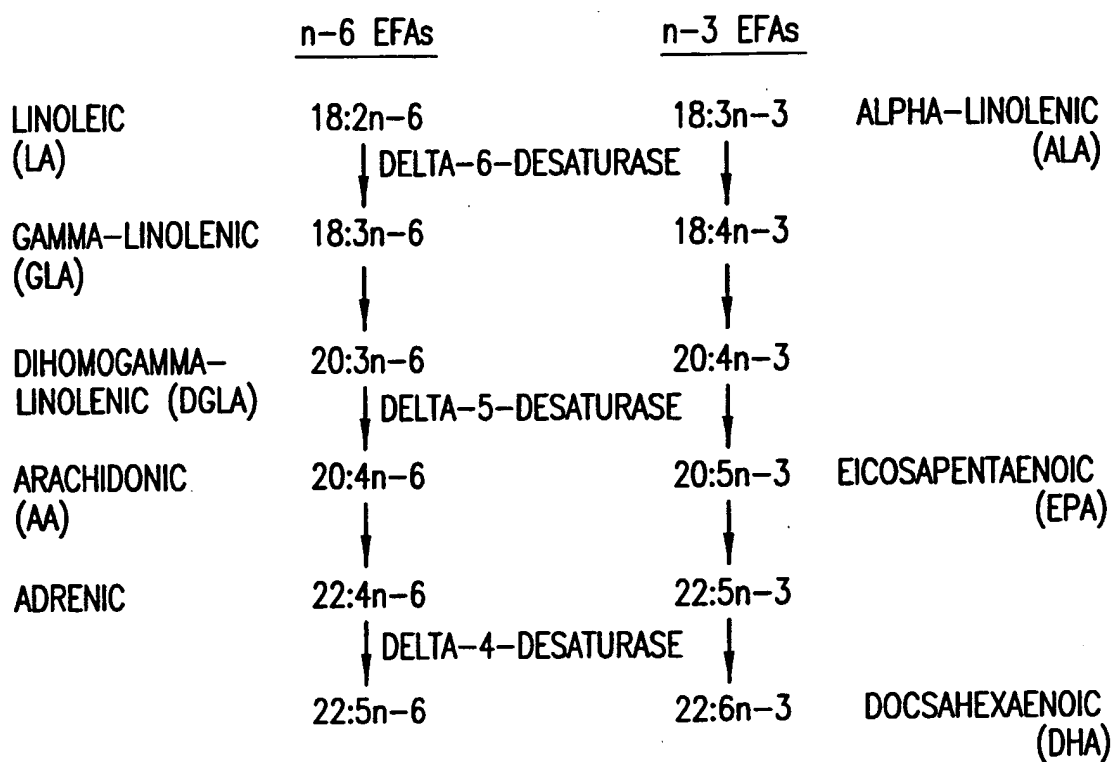 n-6 EFAs n-3 EFAs
LINOLEIC 18:2n-6 18:3n-3 ALPHA-LINOLENIC
(LA) DELTA-6-DESATURASE (ALA)
GAMMA-LINOLENIC 18:3n-6 18:4n-3
(GLA)
DIHOMOGAMMA- 20:3n-6 20:4n-3
LINOLENIC (DGLA) DELTA-5-DESATURASE
ARACHIDONIC 20:4n-6 20:5n-3 EICOSAPENTAENOIC
(AA) (EPA)
ADRENIC 22:4n-6 22:5n-3
DELTA-4-DESATURASE
22:5n-6 22:6n-3 DOCSAHEXAENOIC
(DHA)